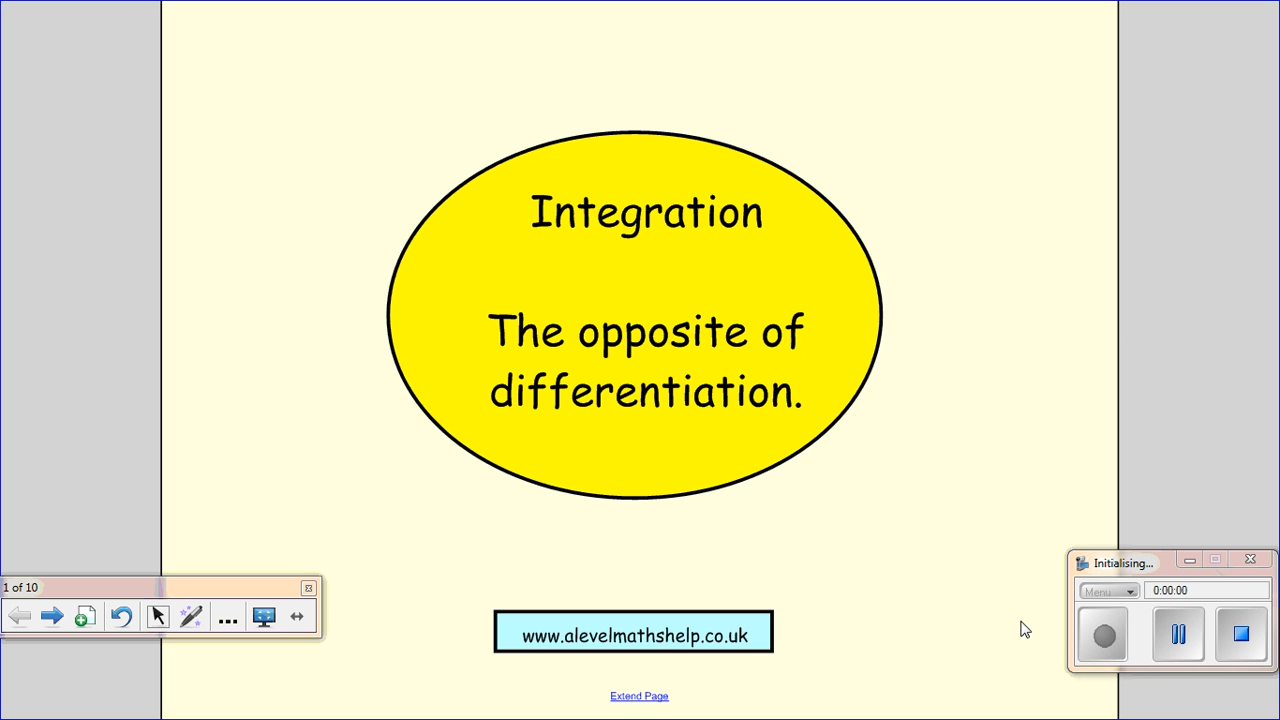 Integration
The opposite of
differentiation.
1 of 10
Initialising...
Menu
0:00:00
www.alevelmathshelp.co.uk
Extend Page